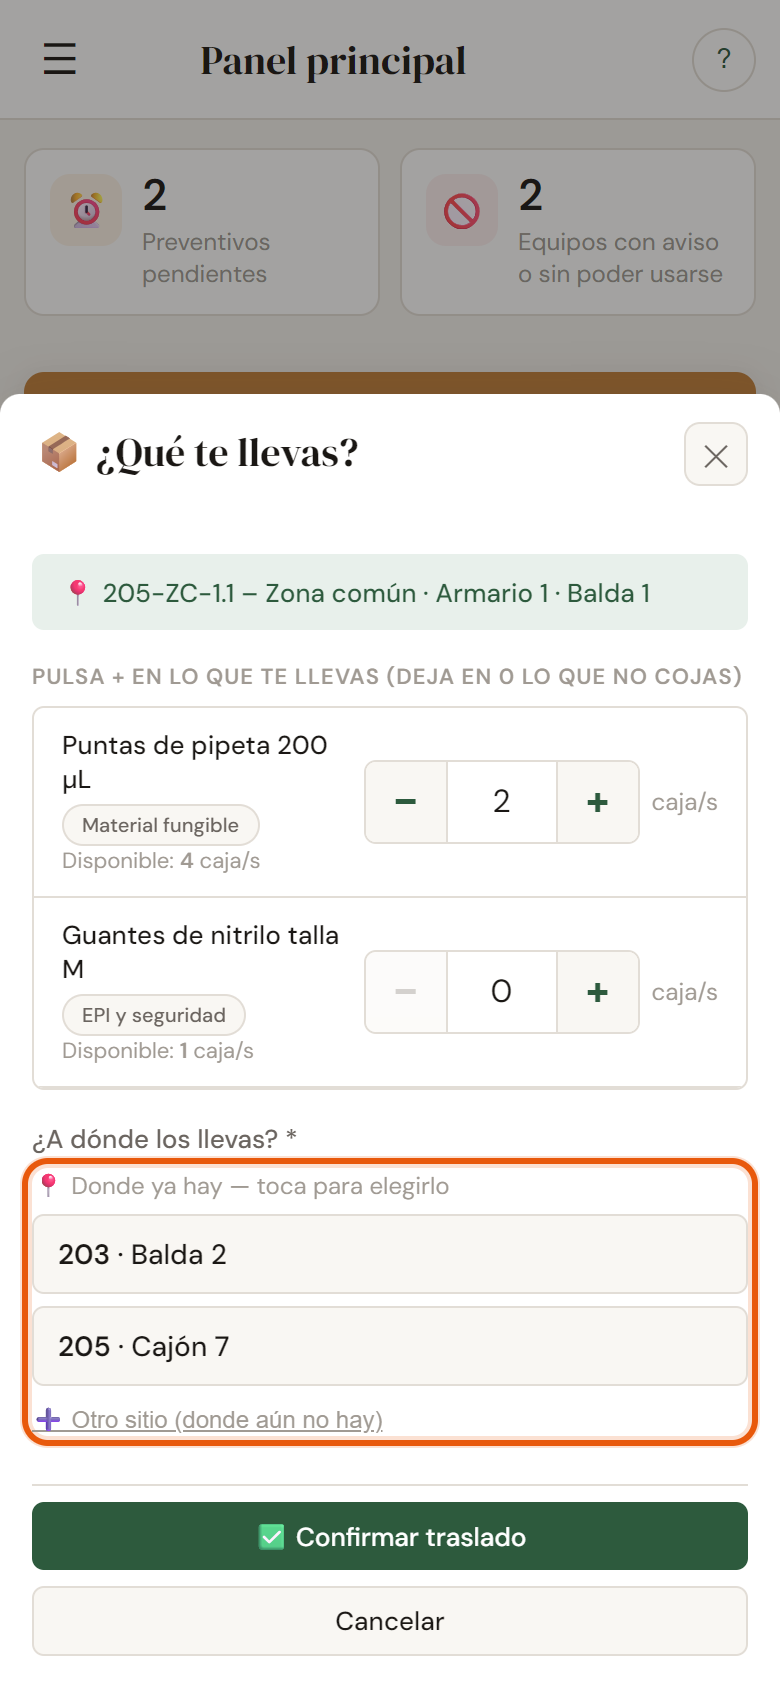 Panel principal
?
2
Preventivos
pendientes
2
Equipos con aviso
o sin poder usarse
¿Qué te llevas?
205-ZC-1.1 – Zona común · Armario 1 · Balda 1
PULSA + EN LO QUE TE LLEVAS (DEJA EN 0 LO QUE NO COJAS)
Puntas de pipeta 200
µL
Material fungible
Disponible: 4 caja/s
− 2 + caja/s
Guantes de nitrilo talla
M
EPI y seguridad
Disponible: 1 caja/s
− 0 + caja/s
¿A dónde los llevas? *
Donde ya hay — toca para elegirlo
203 · Balda 2
205 · Cajón 7
Otro sitio (donde aún no hay)
Confirmar traslado
Cancelar